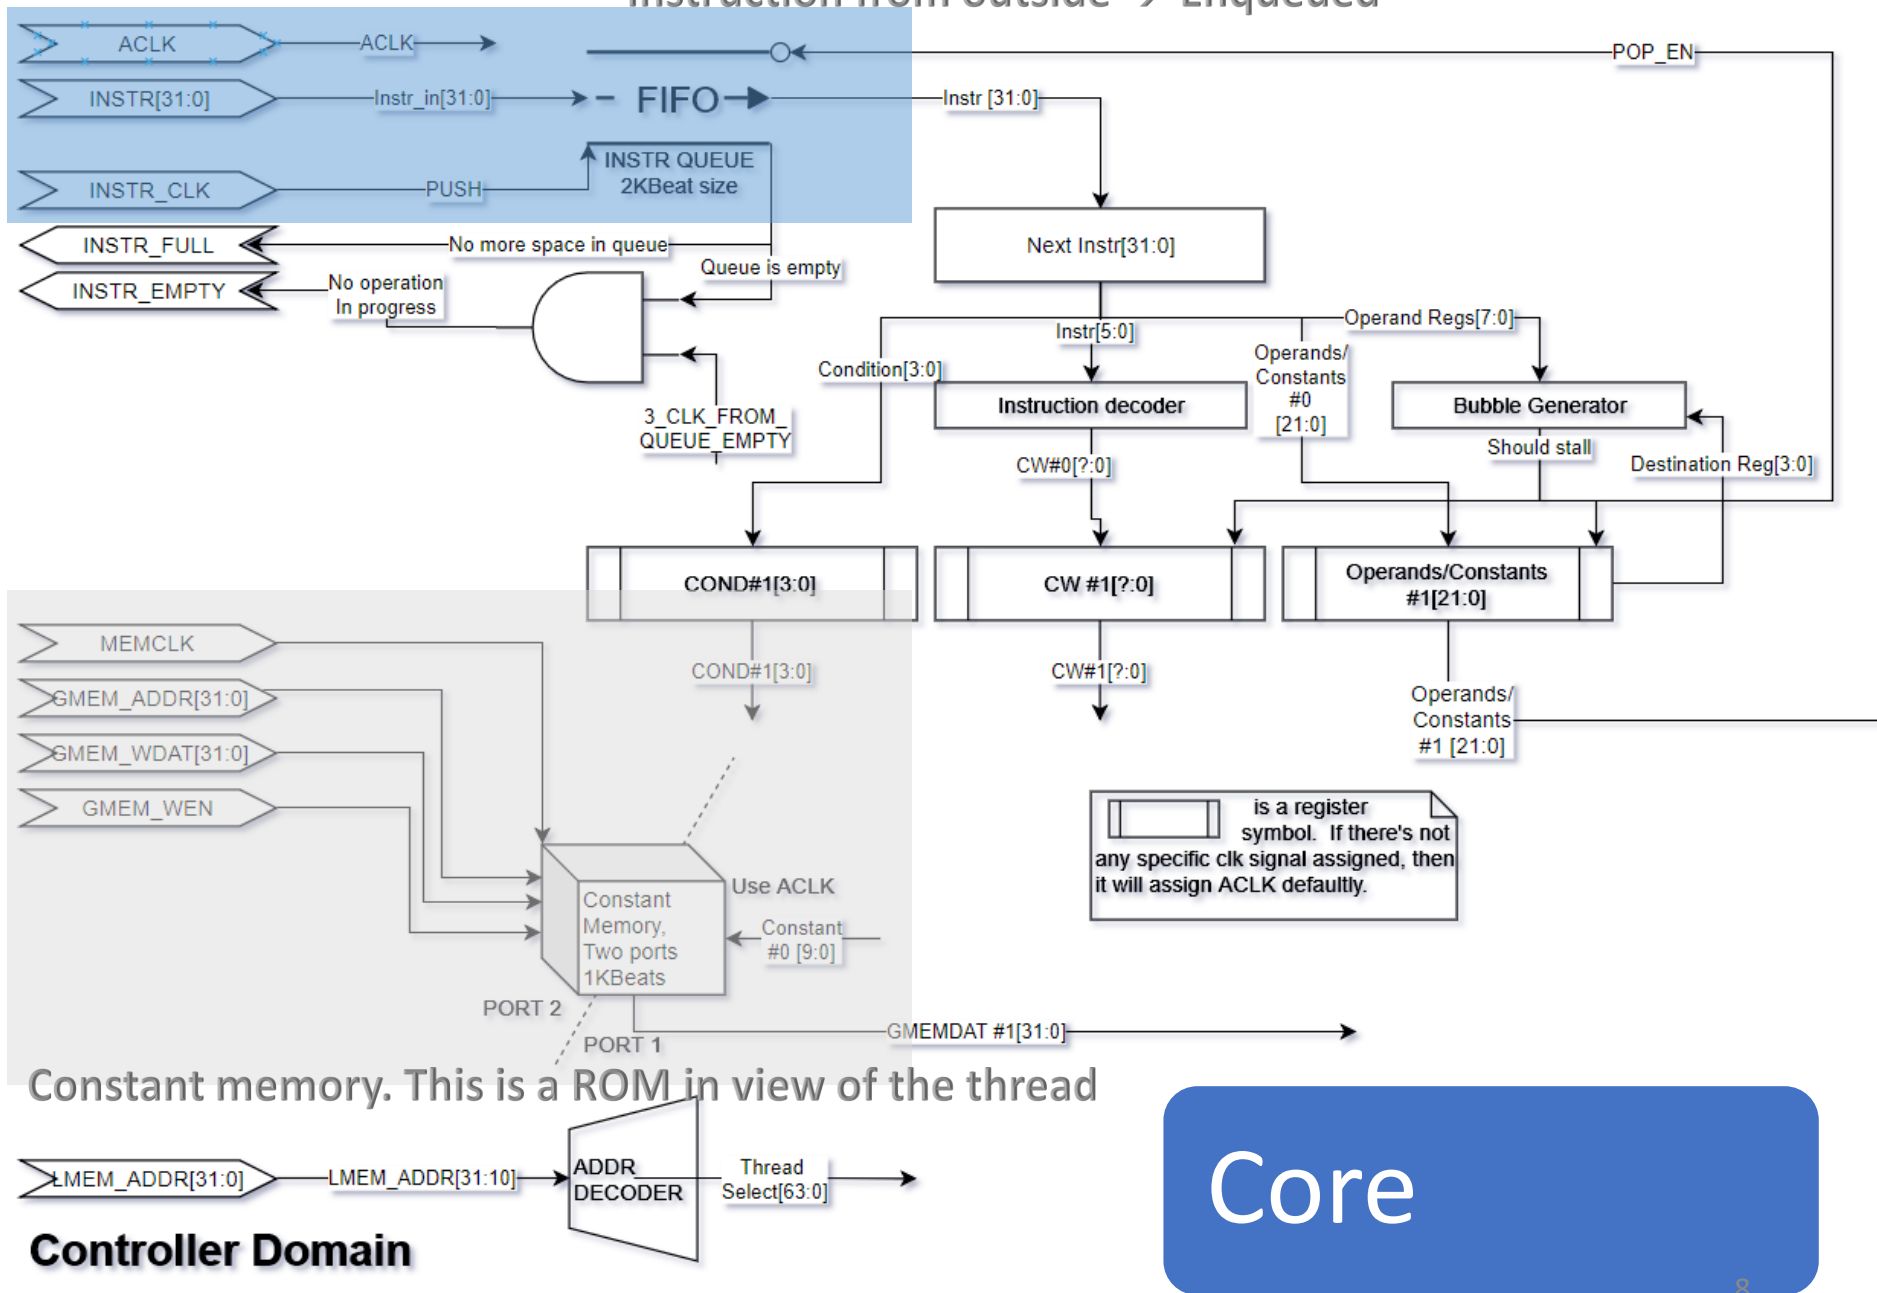 Instruction from outside → Enqueued
ACLK
ACLK
POP_EN
INSTR[31:0]
Instr_in[31:0]
FIFO
Instr [31:0]
INSTR QUEUE
2KBeat size
INSTR_CLK
PUSH
INSTR_FULL
No more space in queue
Next Instr[31:0]
Queue is empty
INSTR_EMPTY
No operation
In progress
Operand Regs[7:0]
Instr[5:0]
Condition[3:0]
Operands/
Constants
#0
[21:0]
Instruction decoder
Bubble Generator
3_CLK_FROM_
QUEUE_EMPTY
Should stall
CW#0[?:0]
Destination Reg[3:0]
COND#1[3:0]
CW #1[?:0]
Operands/Constants
#1[21:0]
MEMCLK
COND#1[3:0]
CW#1[?:0]
GMEM_ADDR[31:0]
Operands/
Constants
#1 [21:0]
GMEM_WDAT[31:0]
GMEM_WEN
is a register
symbol. If there's not
any specific clk signal assigned, then
it will assign ACLK defaultly.
Use ACLK
Constant
Memory,
Two ports
1KBeats
Constant
#0 [9:0]
PORT 2
PORT 1
GMEMDAT #1[31:0]
Constant memory. This is a ROM in view of the thread
LMEM_ADDR[31:0]
LMEM_ADDR[31:10]
ADDR
DECODER
Thread
Select[63:0]
Core
Controller Domain
8